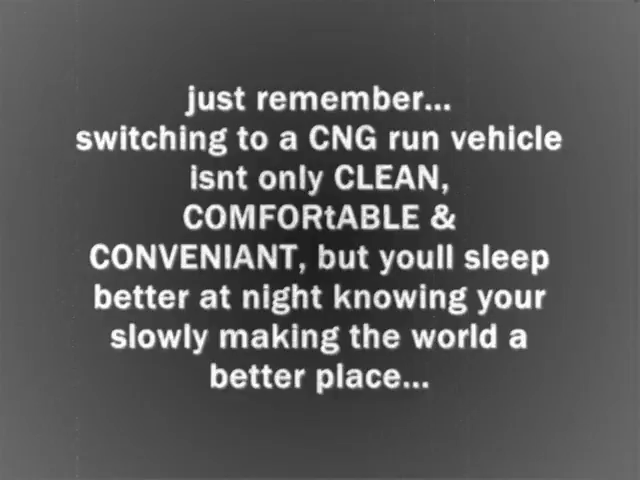 just remember...
switching to a CNG run vehicle
isnt only CLEAN,
COMFORtABLE &
CONVENIANT, but youll sleep
better at night knowing your
slowly making the world a
better place...